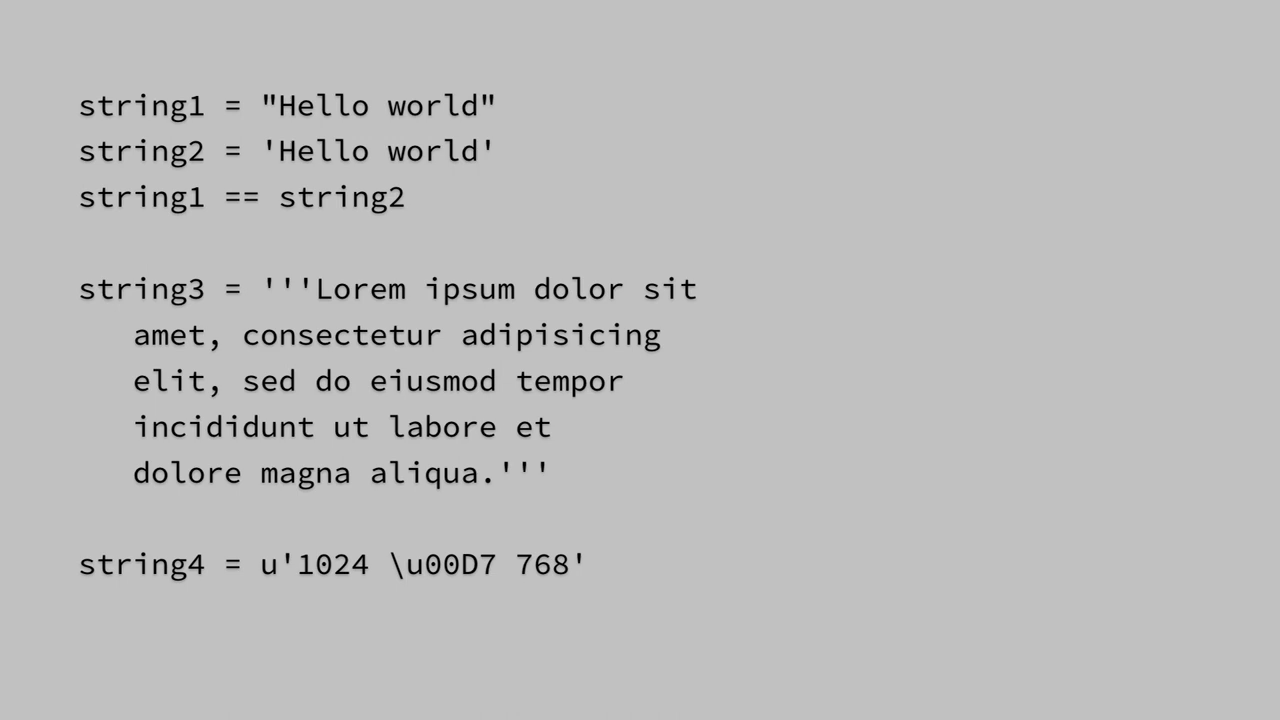 string1 = "Hello world"
string2 = 'Hello world'
string1 == string2
string3 = '''Lorem ipsum dolor sit
amet, consectetur adipisicing
elit, sed do eiusmod tempor
incididunt ut labore et
dolore magna aliqua.'''
string4 = u'1024 \u00D7 768'